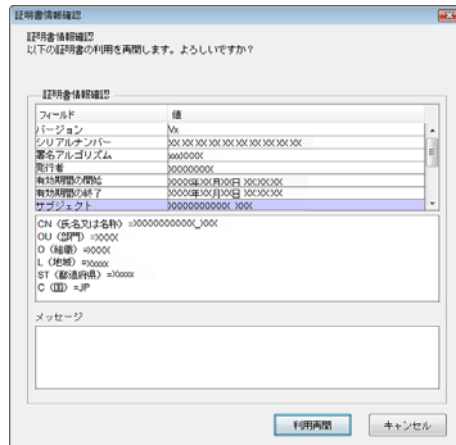 証明書情報確認
証明書情報確認
以下の証明書の利用を再開します。よろしいですか？
証明書情報確認
フィールド 値
バージョン Vx
シリアルナンバー XX XX XX XX XX XX XX XX XX XX
署名アルゴリズム xxxXXXXX
発行者 XXXXXXXX
有効期間の開始 XXXX年XX月XX日 XX:XX:XX
有効期間の終了 XXXX年XX月XX日 XX:XX:XX
サブジェクト XXXXXXXXXXX XXX
CN（氏名又は名称）=XXXXXXXXXX_XXX
OU（部門）=XXXX
O（組織）=XXXX
L（地域）=Xxxxx
ST（都道府県）=Xxxxx
C（国）=JP
メッセージ
利用再開 キャンセル